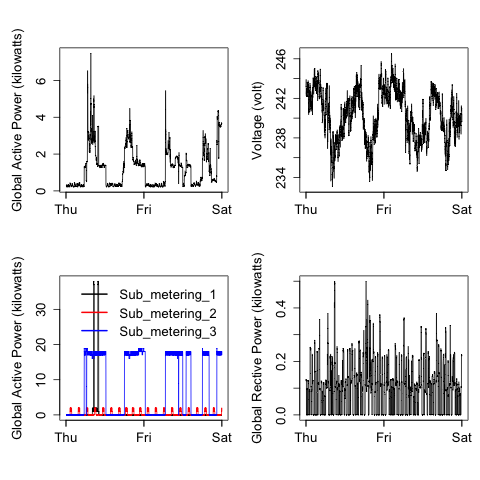 Global Active Power (kilowatts)
0 2 4 6
Thu Fri Sat
Voltage (volt)
234 238 242 246
Thu Fri Sat
Global Active Power (kilowatts)
0 10 20 30
Sub_metering_1
Sub_metering_2
Sub_metering_3
Thu Fri Sat
Global Rective Power (kilowatts)
0.0 0.2 0.4
Thu Fri Sat